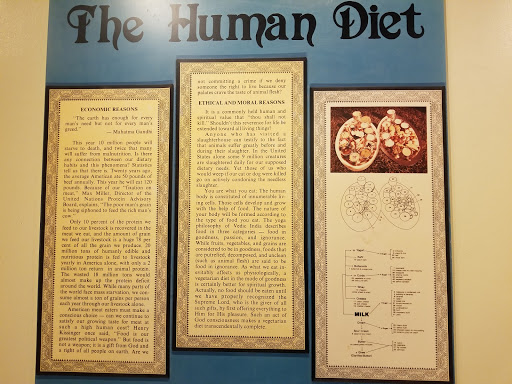 The Human Diet
ECONOMIC REASONS
"The earth has enough for every
man's need but not for every man's
greed."
Mahatma Gandhi
This year 10 million people will
starve to death, and twice that many
will suffer from malnutrition. Is there
any connection between our dietary
habits and this phenomenon? Statistics
tell us that there is. Twenty years ago,
the average American ate 50 pounds of
beef annually. This year he will eat 120
pounds. Because of our "fixation on
meat," Max Miller, Director of the
United Nations Protein Advisory
Board, explains, "The poor man's grain
is being siphoned to feed the rich man's
cow."
Only 10 percent of the protein we
feed to our livestock is recovered in the
meat we eat, and the amount of grain
we feed our livestock is a huge 78 per
cent of all the grain we produce. 20
million tons of humanly edible and
nutritious protein is fed to livestock
yearly in America alone, with only a 2
million ton return in animal protein.
The wasted 18 million tons would
almost make up the protein deficit
around the world. While many parts of
the world face mass starvation, we con-
sume almost a ton of grains per person
each year through our livestock alone.
American meat eaters must make a
conscious choice — can we continue to
satisfy our growing taste for meat at
such a high human cost? Henry
Kissinger once said, "Food is our
greatest political weapon." But food is
not a weapon; it is a gift from God and
a right of all people on earth. Are we
not committing a crime if we deny
someone the right to live because our
palates crave the taste of animal flesh?
ETHICAL AND MORAL REASONS
It is a commonly held human and
spiritual value that "thou shall not
kill." Shouldn't this reverence for life be
extended toward all living things?
Anyone who has visited a
slaughterhouse can testify to the fact
that animals suffer greatly before and
during their slaughter. In the United
States alone some 9 million creatures
are slaughtered daily for our supposed
dietary needs. Yet those of us who
would weep if our cat or dog were killed
go on actively condoning the needless
slaughter.
You are what you eat: The human
body is constituted of innumerable liv-
ing cells. These cells develop and grow
with the help of food. The nature of
your body will be formed according to
the type of food you eat. The yoga
philosophy of Vedic India describes
food in three categories — food in
goodness, passion, and ignorance.
While fruits, vegetables, and grains are
considered to be in goodness, foods that
are putrefied, decomposed, and unclean
(such as animal flesh) are said to be
food in ignorance. As what we eat in-
evitably affects us physiologically, a
vegetarian diet in the mode of goodness
is certainly better for spiritual growth.
Actually, no food should be eaten until
we have properly recognized the
Supreme Lord, who is the giver of all
such gifts, by first offering everything to
Him for His pleasure. Such an act of
God consciousness makes a vegetarian
diet transcendentally complete.
MILK